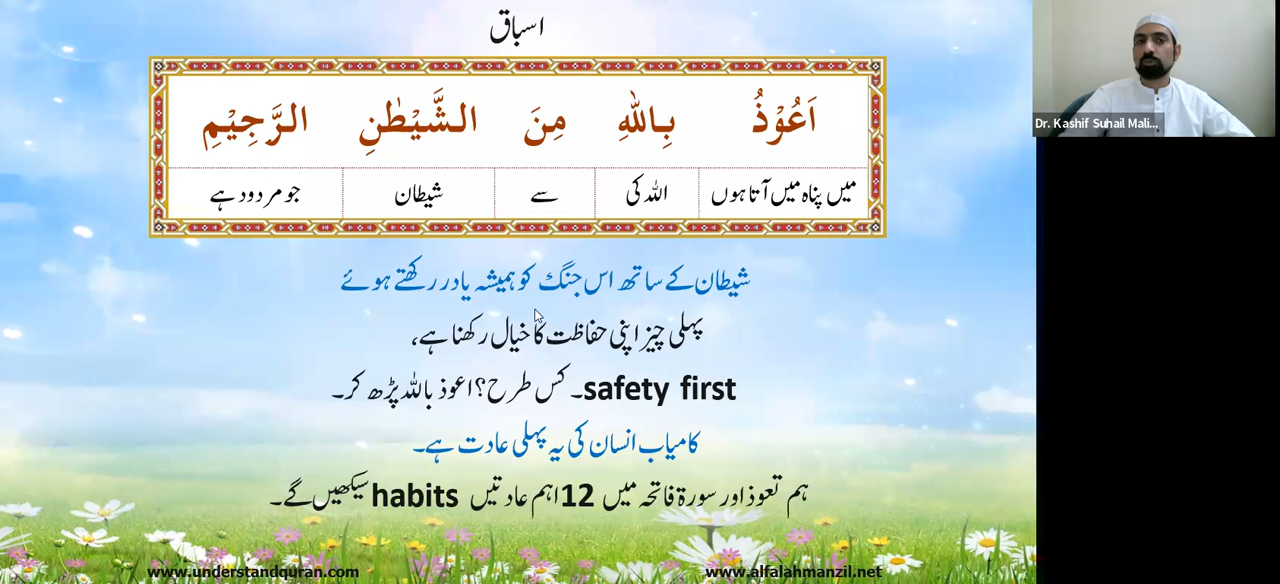 اسباق
اَعُوْذُ بِاللّٰهِ مِنَ الشَّيْطٰنِ الرَّجِيْمِ
میں پناہ میں آتا ہوں اللہ کی سے شیطان جو مردود ہے
شیطان کے ساتھ اس جنگ کو ہمیشہ یاد رکھتے ہوئے
پہلی چیز اپنی حفاظت کا خیال رکھنا ہے،
safety first۔ کس طرح؟ اعوذ باللہ پڑھ کر۔
کامیاب انسان کی یہ پہلی عادت ہے۔
ہم تعوذ اور سورۃ فاتحہ میں 12 اہم عادتیں habits سیکھیں گے۔
www.understandquran.com
www.alfalahmanzil.net
Dr. Kashif Suhail Mali...